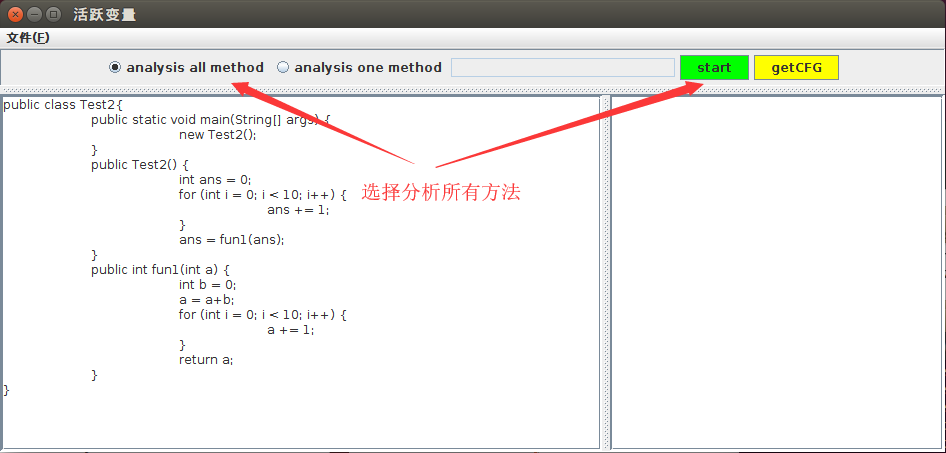 活跃变量
文件(F)
analysis all method analysis one method start getCFG
public class Test2{
public static void main(String[] args) {
new Test2();
}
public Test2() {
int ans = 0;
for (int i = 0; i < 10; i++) {
ans += 1;
}
ans = fun1(ans);
}
public int fun1(int a) {
int b = 0;
a = a+b;
for (int i = 0; i < 10; i++) {
a += 1;
}
return a;
}
}
选择分析所有方法